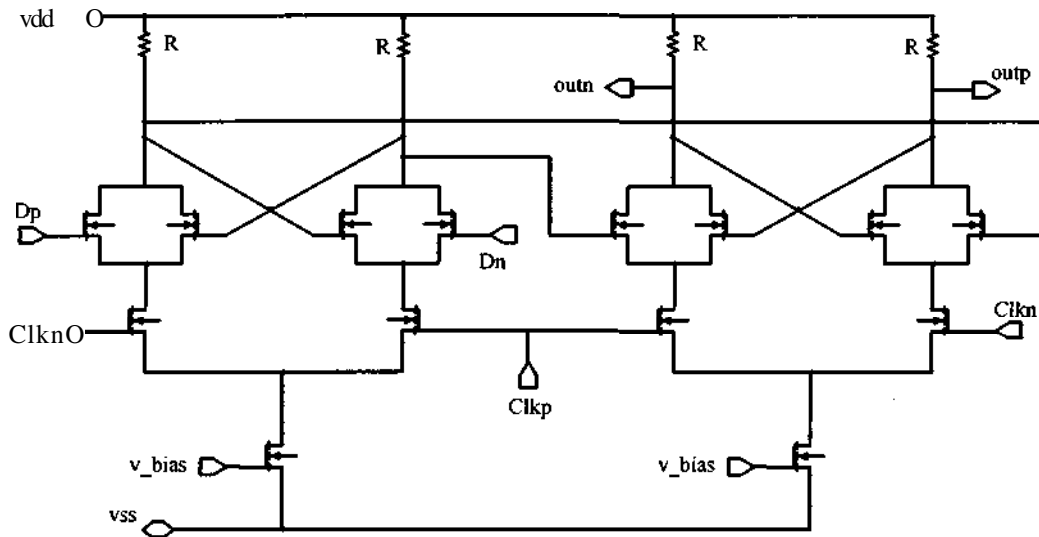 vdd O
R
R
R
R
outn
outp
Dp
Dn
ClknO
Clkn
Clkp
v_bias
v_bias
vss